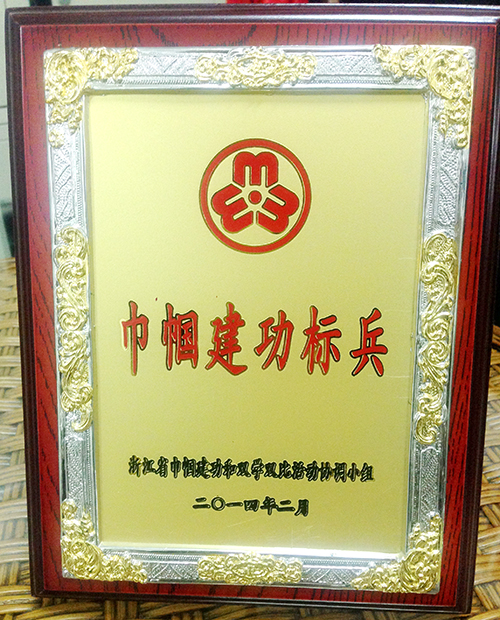 巾帼建功标兵
浙江省巾帼建功和双学双比活动协调小组
二〇一四年二月